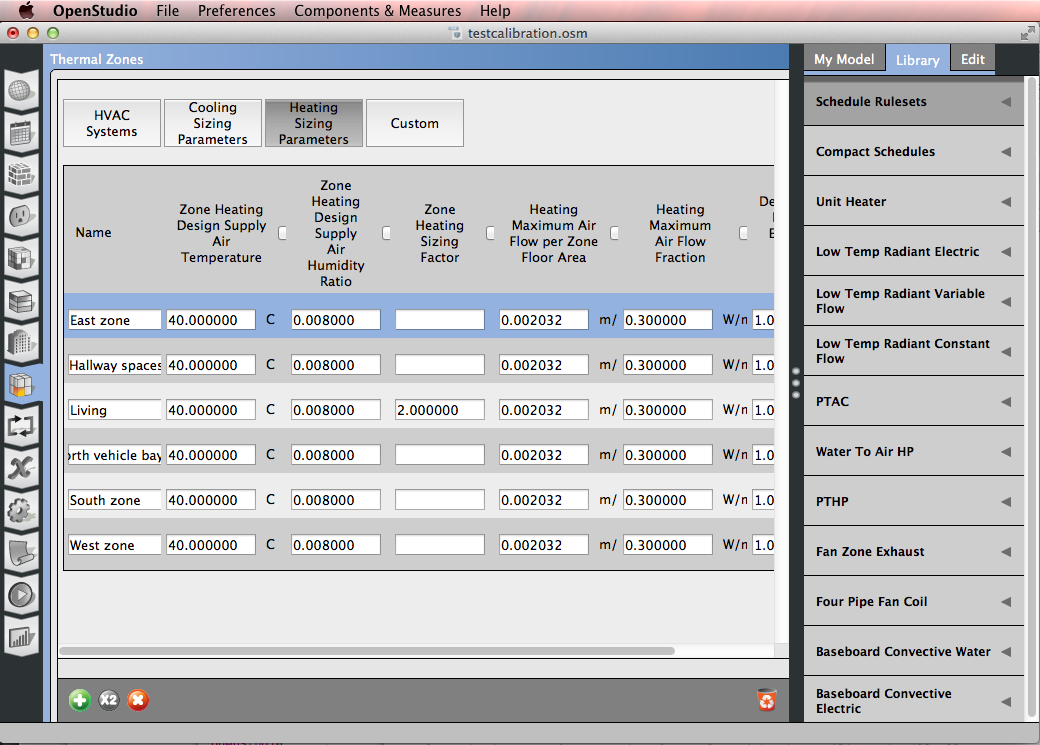 OpenStudio File Preferences Components & Measures Help
testcalibration.osm
Thermal Zones
My Model Library Edit
HVAC
Systems
Cooling
Sizing
Parameters
Heating
Sizing
Parameters
Custom
Name
Zone Heating
Design Supply
Air
Temperature
Zone
Heating
Design
Supply
Air
Humidity
Ratio
Zone
Heating
Sizing
Factor
Heating
Maximum Air
Flow per Zone
Floor Area
Heating
Maximum
Air Flow
Fraction
De
East zone 40.000000 C 0.008000 0.002032 m/ 0.300000 W/n 1.0
Hallway spaces 40.000000 C 0.008000 0.002032 m/ 0.300000 W/n 1.0
Living 40.000000 C 0.008000 2.000000 0.002032 m/ 0.300000 W/n 1.0
orth vehicle bay 40.000000 C 0.008000 0.002032 m/ 0.300000 W/n 1.0
South zone 40.000000 C 0.008000 0.002032 m/ 0.300000 W/n 1.0
West zone 40.000000 C 0.008000 0.002032 m/ 0.300000 W/n 1.0
X2
Schedule Rulesets
Compact Schedules
Unit Heater
Low Temp Radiant Electric
Low Temp Radiant Variable
Flow
Low Temp Radiant Constant
Flow
PTAC
Water To Air HP
PTHP
Fan Zone Exhaust
Four Pipe Fan Coil
Baseboard Convective Water
Baseboard Convective
Electric